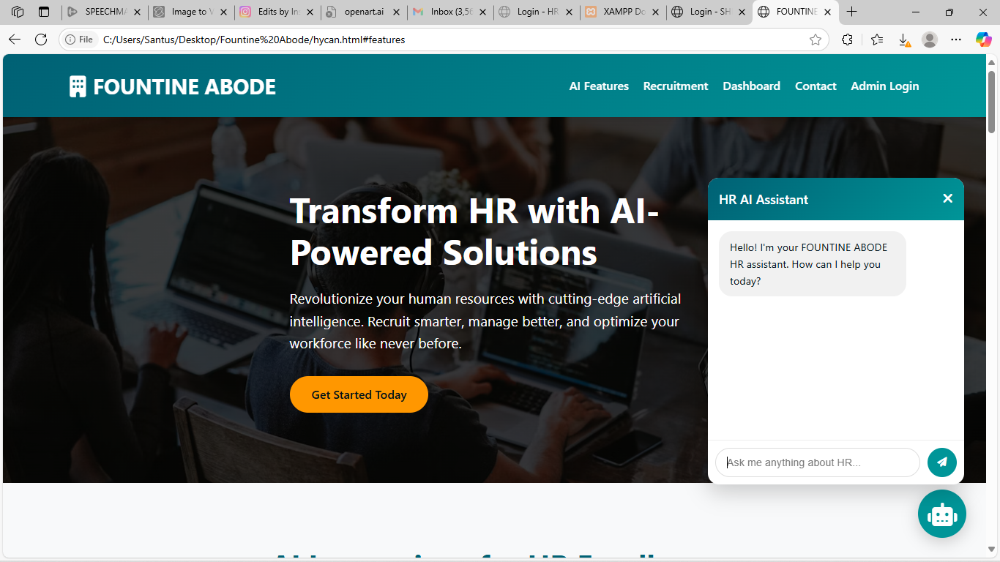 SPEECHMA
Image to V
Edits by Ins
openart.ai
Inbox (3,56
Login - HR
XAMPP Do
Login - SH
FOUNTINE
File
C:/Users/Santus/Desktop/Fountine%20Abode/hycan.html#features
FOUNTINE ABODE
AI Features
Recruitment
Dashboard
Contact
Admin Login
Transform HR with AI-
Powered Solutions
Revolutionize your human resources with cutting-edge artificial
intelligence. Recruit smarter, manage better, and optimize your
workforce like never before.
Get Started Today
HR AI Assistant
Hello! I'm your FOUNTINE ABODE
HR assistant. How can I help you
today?
Ask me anything about HR...